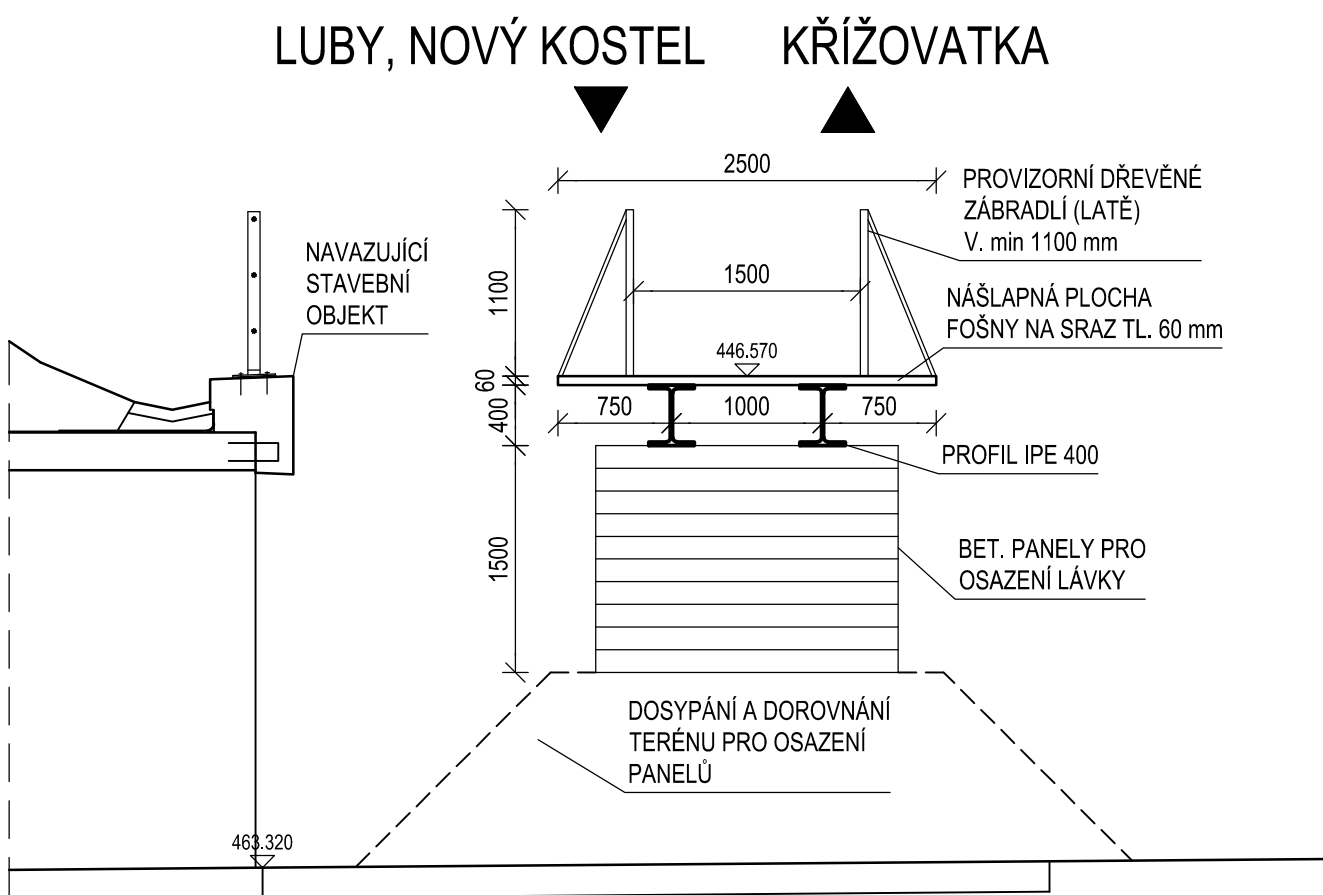 LUBY, NOVÝ KOSTEL KŘÍŽOVATKA
2500
PROVIZORNÍ DŘEVĚNÉ
ZÁBRADLÍ (LATĚ)
V. min 1100 mm
NAVAZUJÍCÍ
STAVEBNÍ
OBJEKT
1100
1500
NÁŠLAPNÁ PLOCHA
FOŠNY NA SRAZ TL. 60 mm
446.570
60
400
750
1000
750
PROFIL IPE 400
1500
BET. PANELY PRO
OSAZENÍ LÁVKY
DOSYPÁNÍ A DOROVNÁNÍ
TERÉNU PRO OSAZENÍ
PANELŮ
463.320